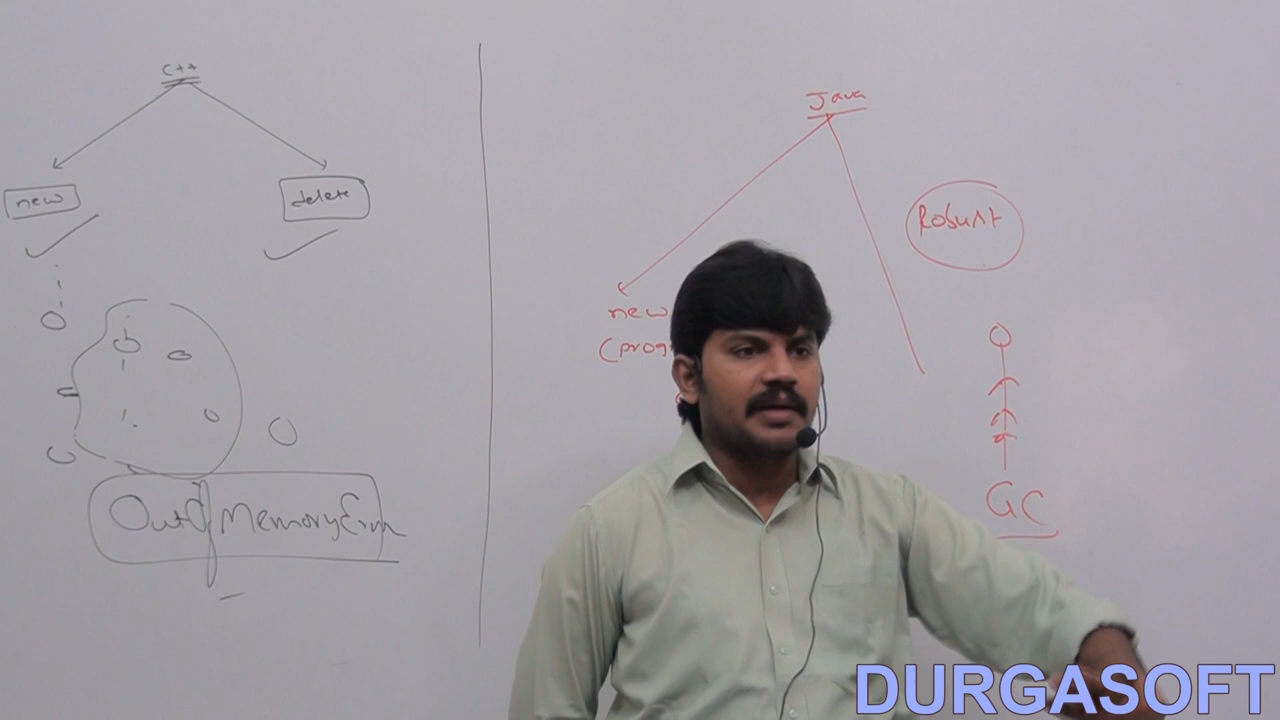 C++
new
delete
OutOfMemoryError
Java
new
(prog
Robust
GC
DURGASOFT